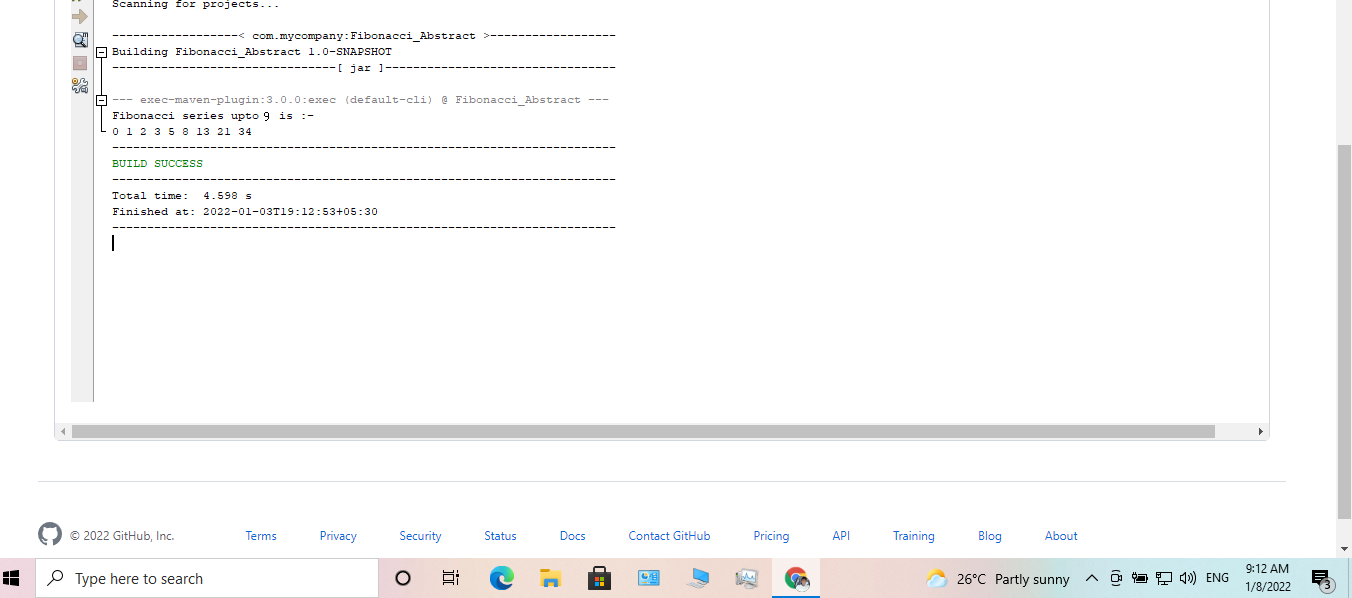 Scanning for projects...
------------------< com.mycompany:Fibonacci_Abstract >------------------
Building Fibonacci_Abstract 1.0-SNAPSHOT
--------------------------------[ jar ]---------------------------------
--- exec-maven-plugin:3.0.0:exec (default-cli) @ Fibonacci_Abstract ---
Fibonacci series upto 9 is :-
0 1 2 3 5 8 13 21 34
------------------------------------------------------------------------
BUILD SUCCESS
------------------------------------------------------------------------
Total time:  4.598 s
Finished at: 2022-01-03T19:12:53+05:30
------------------------------------------------------------------------
© 2022 GitHub, Inc. Terms Privacy Security Status Docs Contact GitHub Pricing API Training Blog About
Type here to search 26°C Partly sunny ENG 9:12 AM
1/8/2022 3